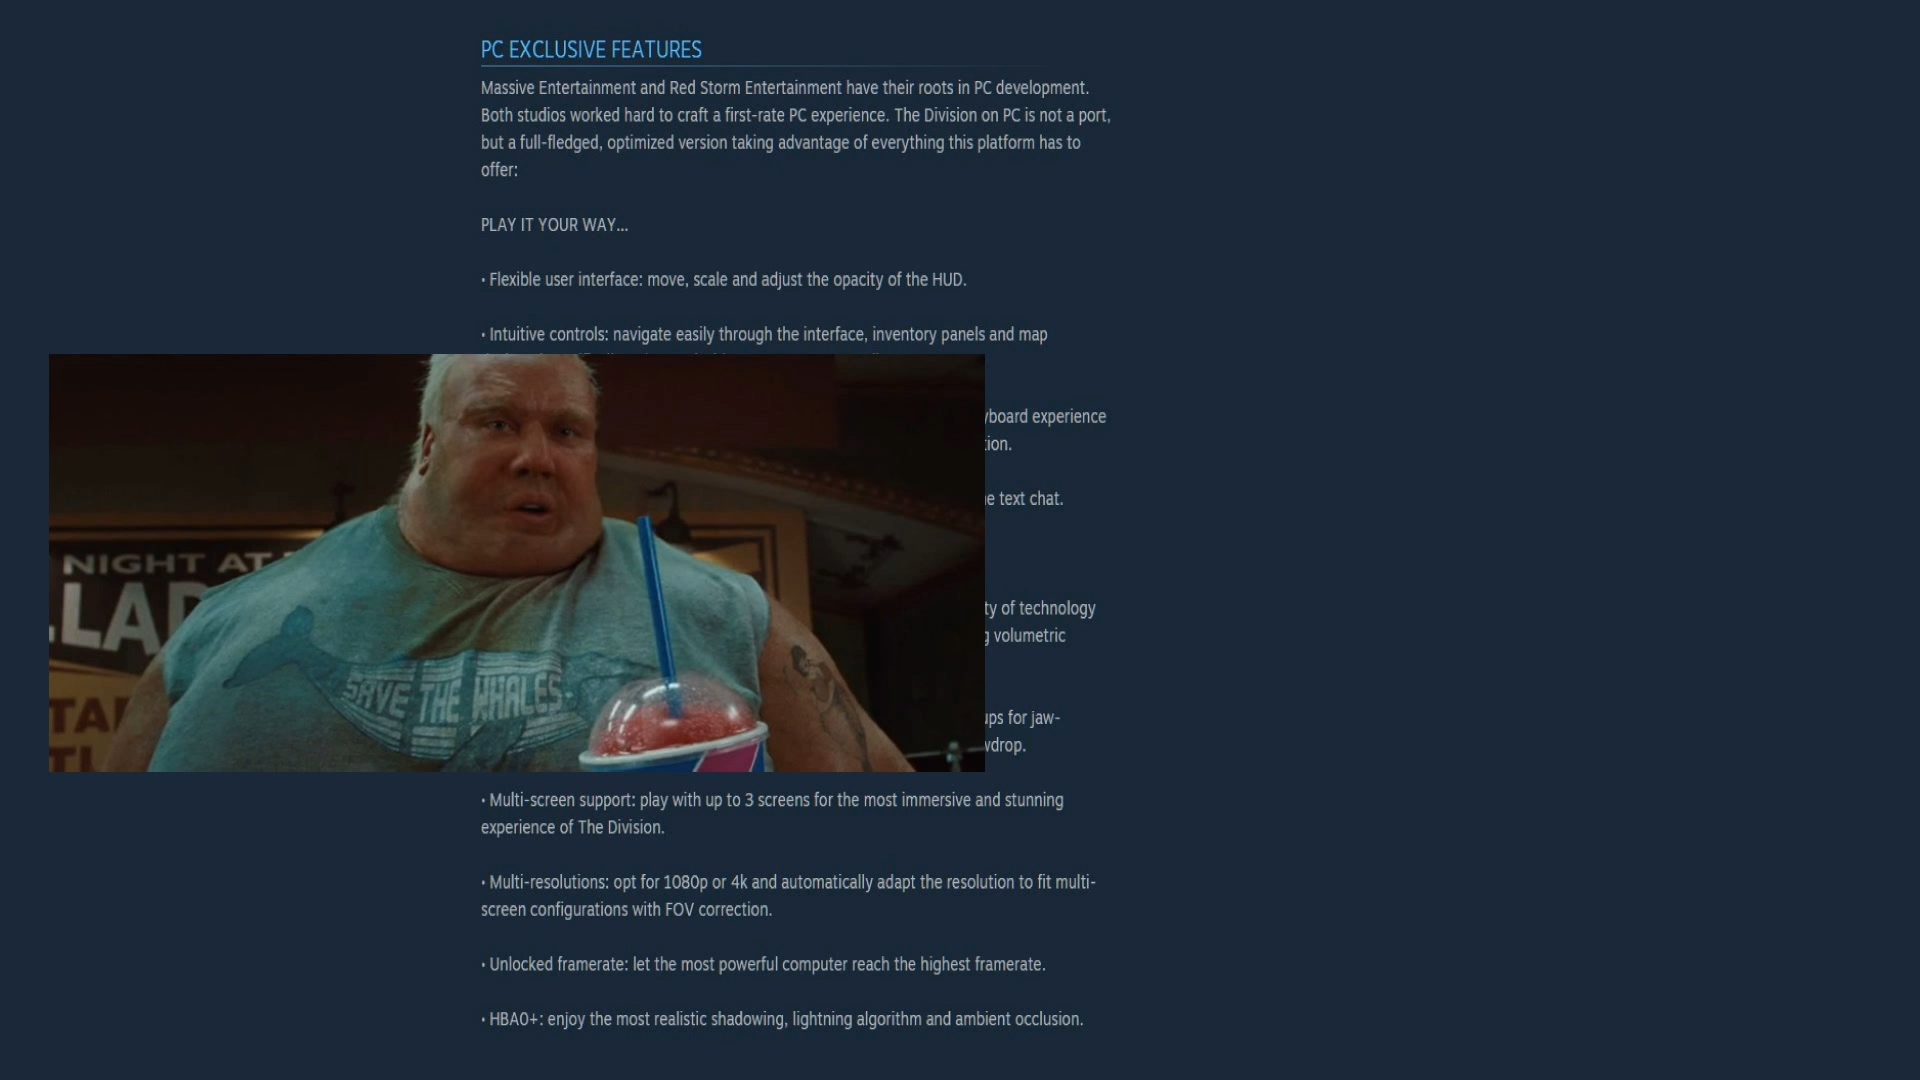 PC EXCLUSIVE FEATURES
Massive Entertainment and Red Storm Entertainment have their roots in PC development.
Both studios worked hard to craft a first-rate PC experience. The Division on PC is not a port,
but a full-fledged, optimized version taking advantage of everything this platform has to
offer:
PLAY IT YOUR WAY...
• Flexible user interface: move, scale and adjust the opacity of the HUD.
• Intuitive controls: navigate easily through the interface, inventory panels and map
experience
text chat.
NIGHT AT
of technology
volumetric
SAVE THE WHALES
for jaw-
• Multi-screen support: play with up to 3 screens for the most immersive and stunning
experience of The Division.
• Multi-resolutions: opt for 1080p or 4k and automatically adapt the resolution to fit multi-
screen configurations with FOV correction.
• Unlocked framerate: let the most powerful computer reach the highest framerate.
• HBAO+: enjoy the most realistic shadowing, lightning algorithm and ambient occlusion.